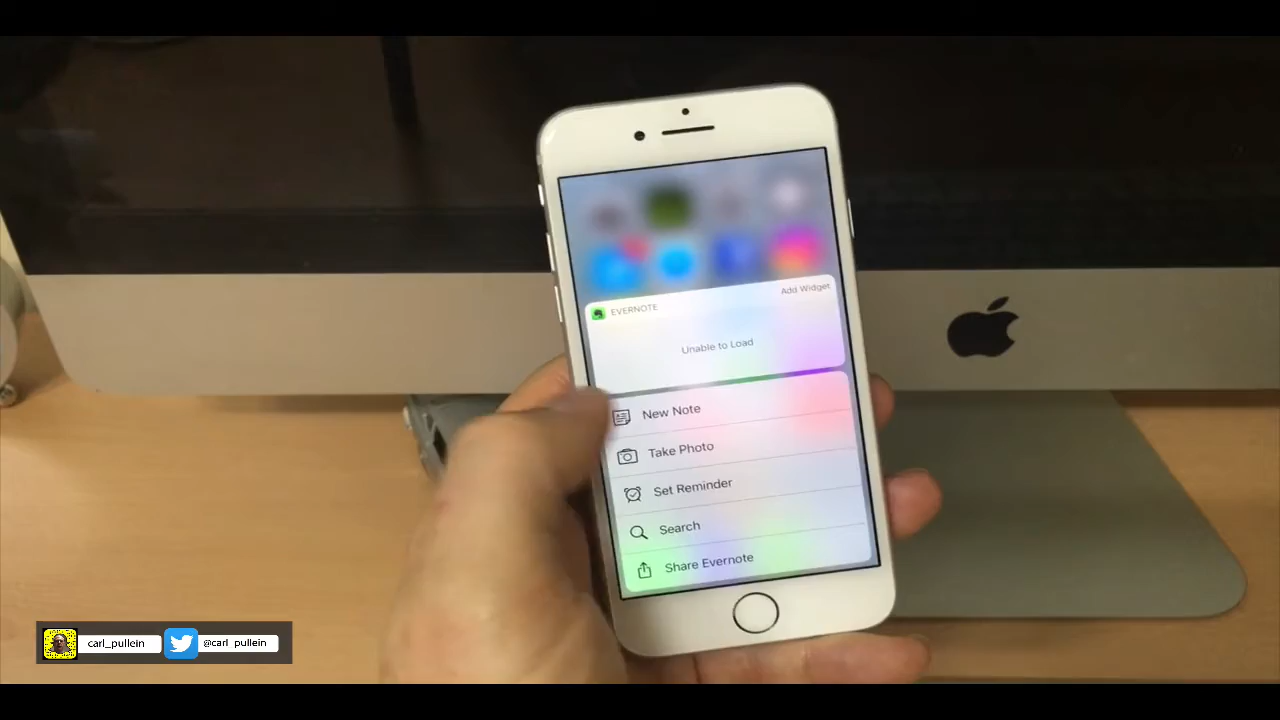 Add Widget
EVERNOTE
Unable to Load
New Note
Take Photo
Set Reminder
Search
Share Evernote
carl_pullein @carl_pullein